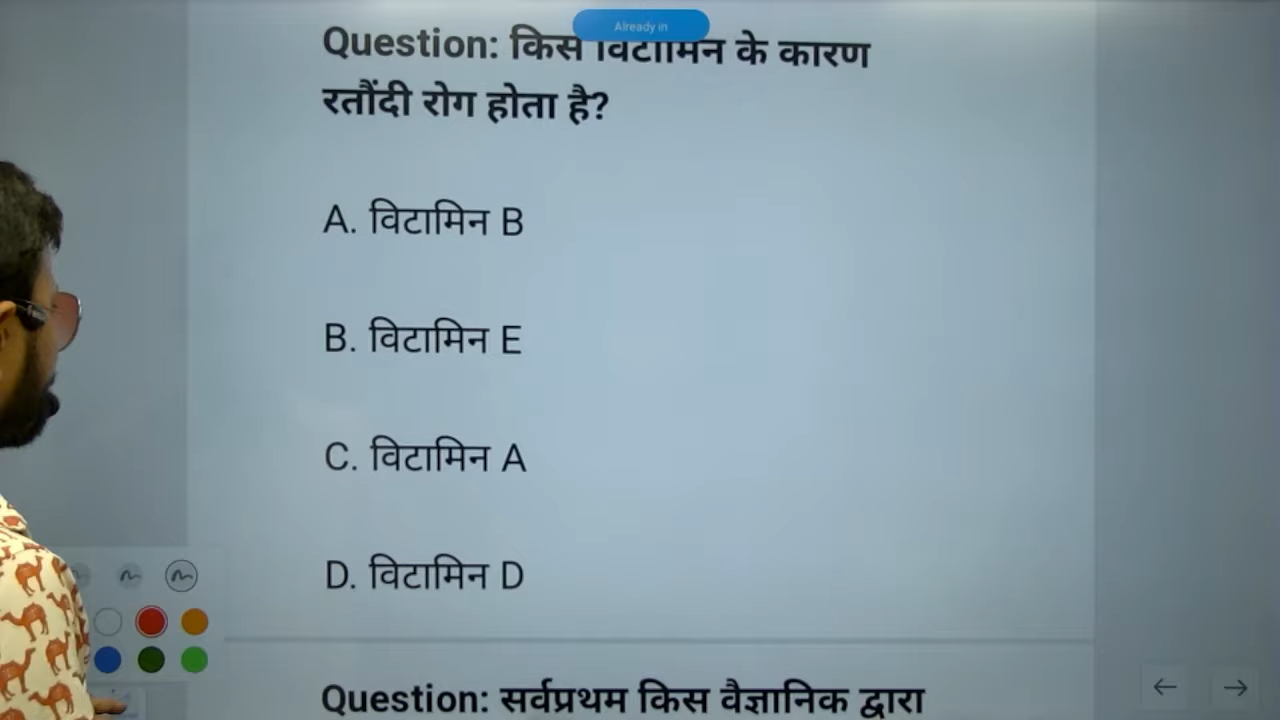 Already in
Question: किस विटामिन के कारण
रतौंदी रोग होता है?
A. विटामिन B
B. विटामिन E
C. विटामिन A
D. विटामिन D
Question: सर्वप्रथम किस वैज्ञानिक द्वारा